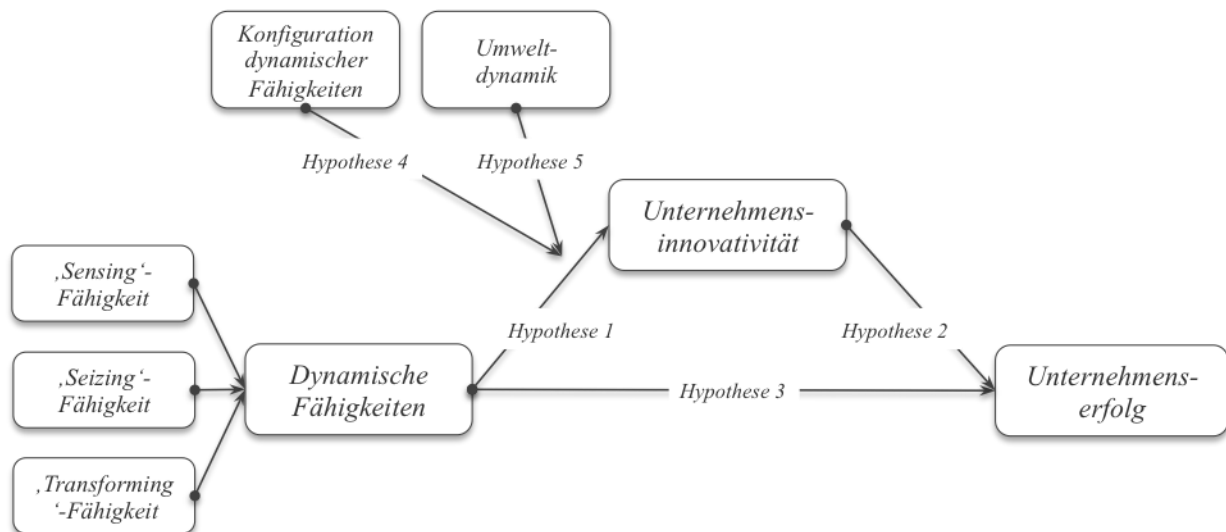 Konfiguration
dynamischer
Fähigkeiten
Umwelt-
dynamik
Hypothese 4
Hypothese 5
Unternehmens-
innovativität
‚Sensing‘-
Fähigkeit
Hypothese 1
Hypothese 2
‚Seizing‘-
Fähigkeit
Dynamische
Fähigkeiten
Hypothese 3
Unternehmens-
erfolg
‚Transforming
‘-Fähigkeit